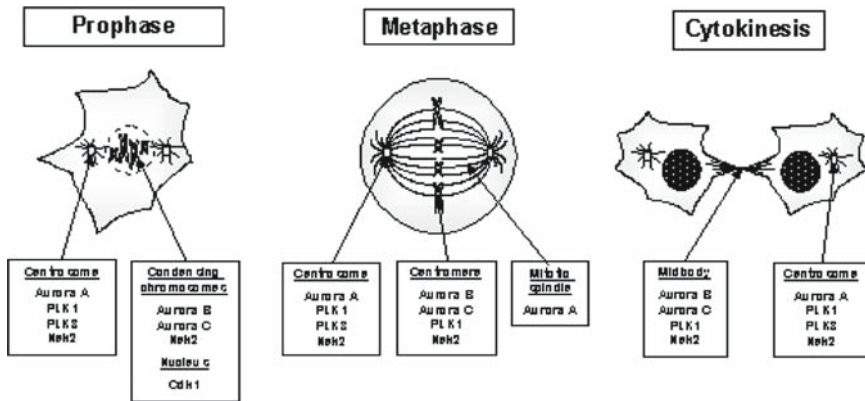 Prophase
Metaphase
Cytokinesis
Centrosome
Aurora A
PLK1
PLK3
Nek2
Condensing
chromosomes
Aurora B
Aurora C
Nek2
Nucleus
Cdk1
Centrosome
Aurora A
PLK1
PLK3
Nek2
Centromere
Aurora B
Aurora C
PLK1
Nek2
Mitotic
spindle
Aurora A
Midbody
Aurora B
Aurora C
PLK1
Nek2
Centrosome
Aurora A
PLK1
PLK3
Nek2